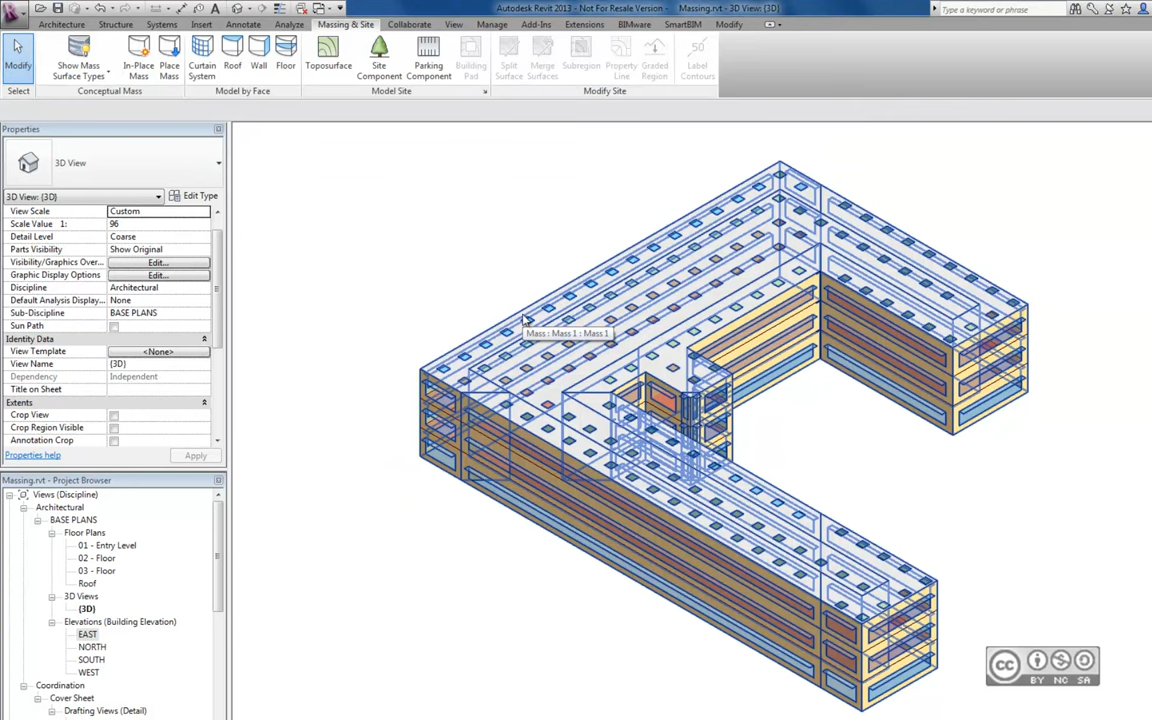 Autodesk Revit 2013 - Not For Resale Version - Massing.rvt - 3D View: {3D}
Type a keyword or phrase
Architecture Structure Systems Insert Annotate Analyze Massing & Site Collaborate View Manage Add-Ins Extensions BIMware SmartBIM Modify
Modify
Show Mass Surface Types
In-Place Mass
Place Mass
Curtain System
Roof
Wall
Floor
Toposurface
Site Component
Parking Component
Building Pad
Split Surface
Merge Surfaces
Subregion
Property Line
Graded Region
Label Contours
50
Select
Conceptual Mass
Model by Face
Model Site
Modify Site
Properties
3D View
3D View: {3D}
Edit Type
View Scale Custom
Scale Value 1: 96
Detail Level Coarse
Parts Visibility Show Original
Visibility/Graphics Over... Edit...
Graphic Display Options Edit...
Discipline Architectural
Default Analysis Display... None
Sub-Discipline BASE PLANS
Sun Path
Identity Data
View Template <None>
View Name {3D}
Dependency Independent
Title on Sheet
Extents
Crop View
Crop Region Visible
Annotation Crop
Properties help
Apply
Massing.rvt - Project Browser
Views (Discipline)
Architectural
BASE PLANS
Floor Plans
01 - Entry Level
02 - Floor
03 - Floor
Roof
3D Views
{3D}
Elevations (Building Elevation)
EAST
NORTH
SOUTH
WEST
Coordination
Cover Sheet
Drafting Views (Detail)
Mass : Mass 1 : Mass 1
cc
BY NC SA